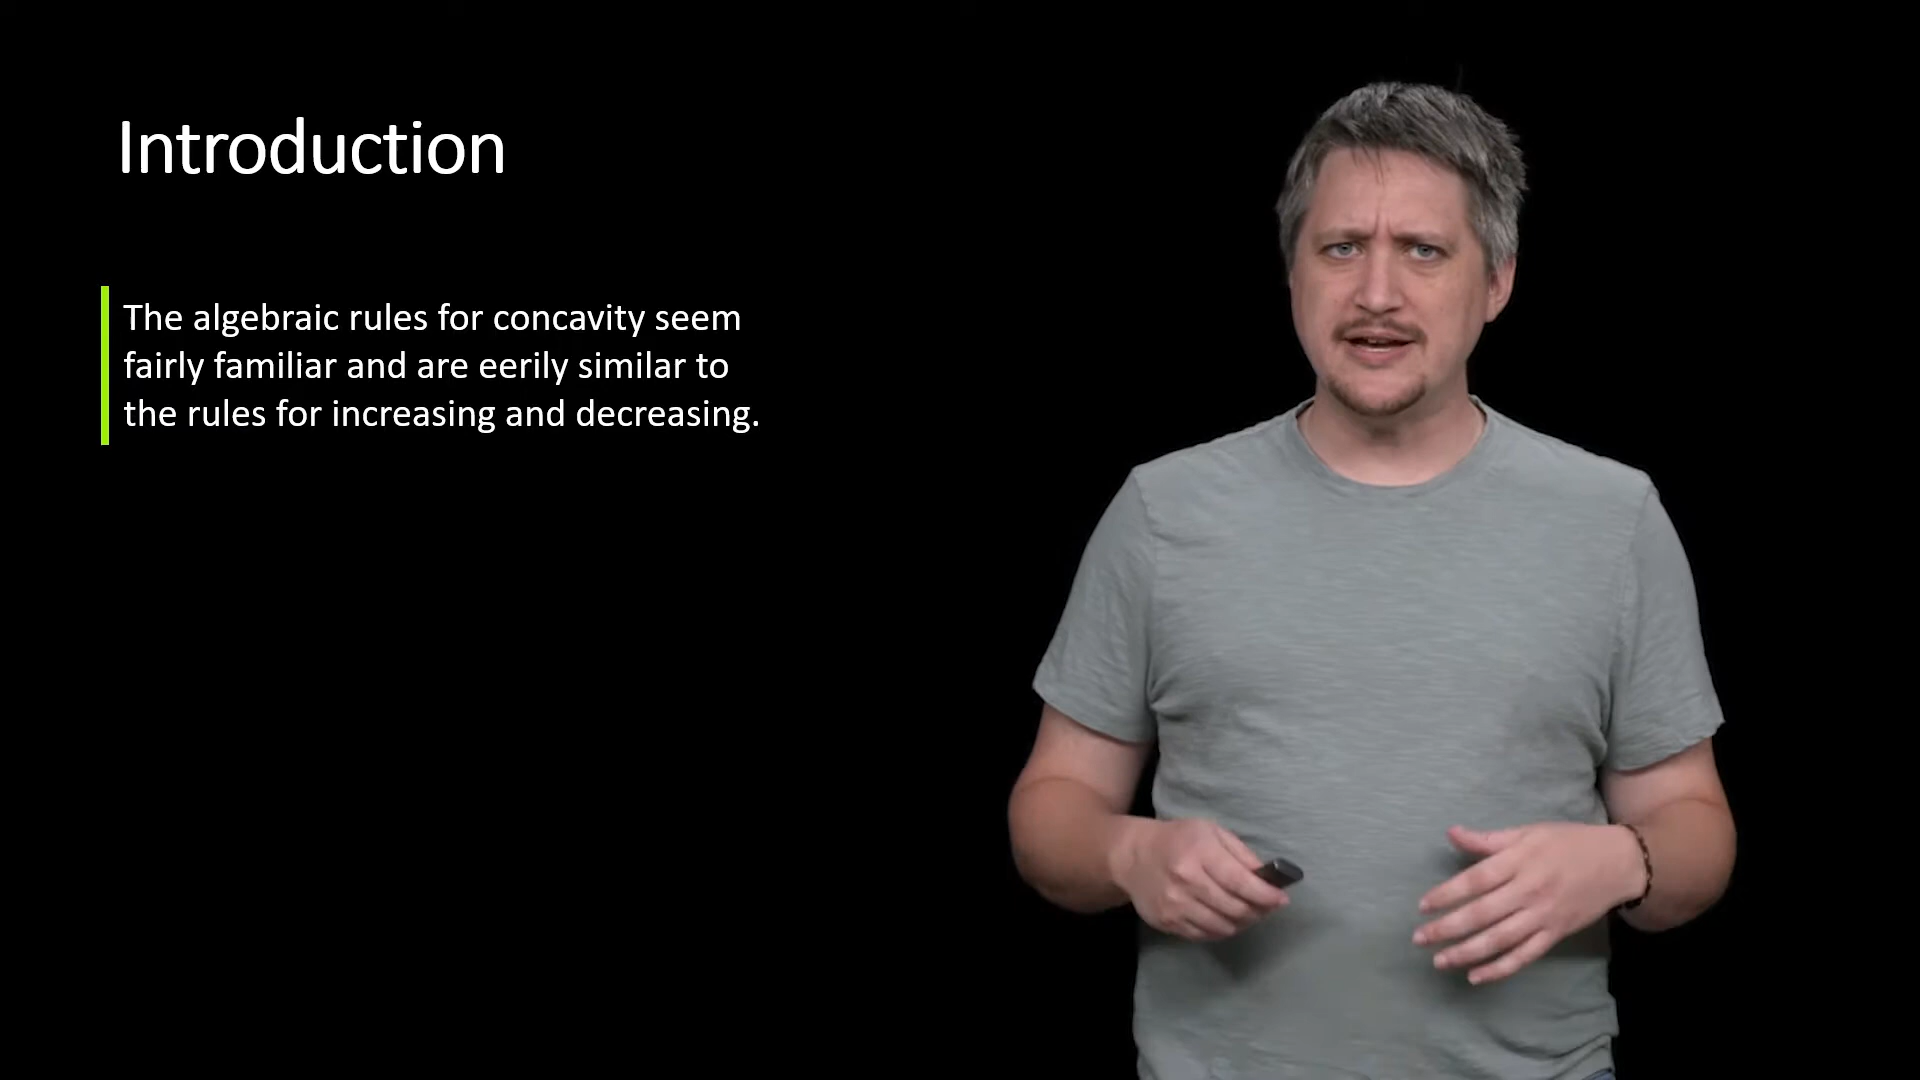 Introduction
The algebraic rules for concavity seem
fairly familiar and are eerily similar to
the rules for increasing and decreasing.